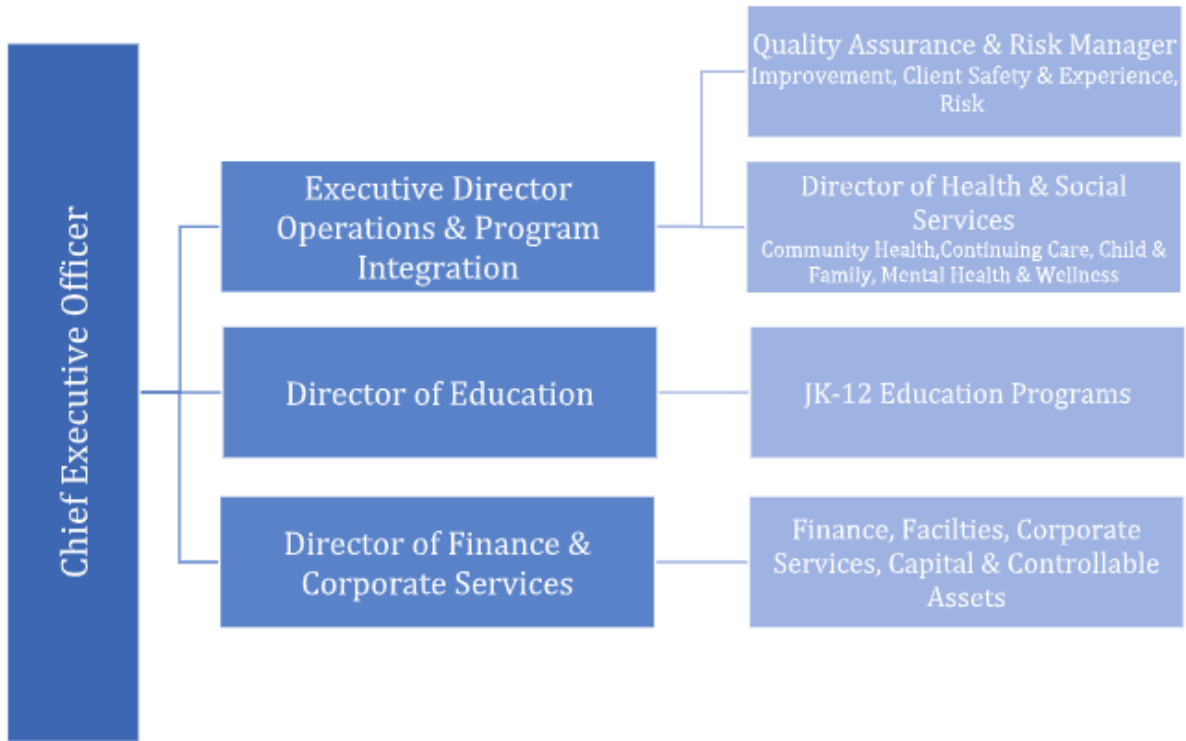 Chief Executive Officer
Executive Director
Operations & Program
Integration
Quality Assurance & Risk Manager
Improvement, Client Safety & Experience,
Risk
Director of Health & Social
Services
Community Health,Continuing Care, Child &
Family, Mental Health & Wellness
Director of Education
JK-12 Education Programs
Director of Finance &
Corporate Services
Finance, Facilties, Corporate
Services, Capital & Controllable
Assets